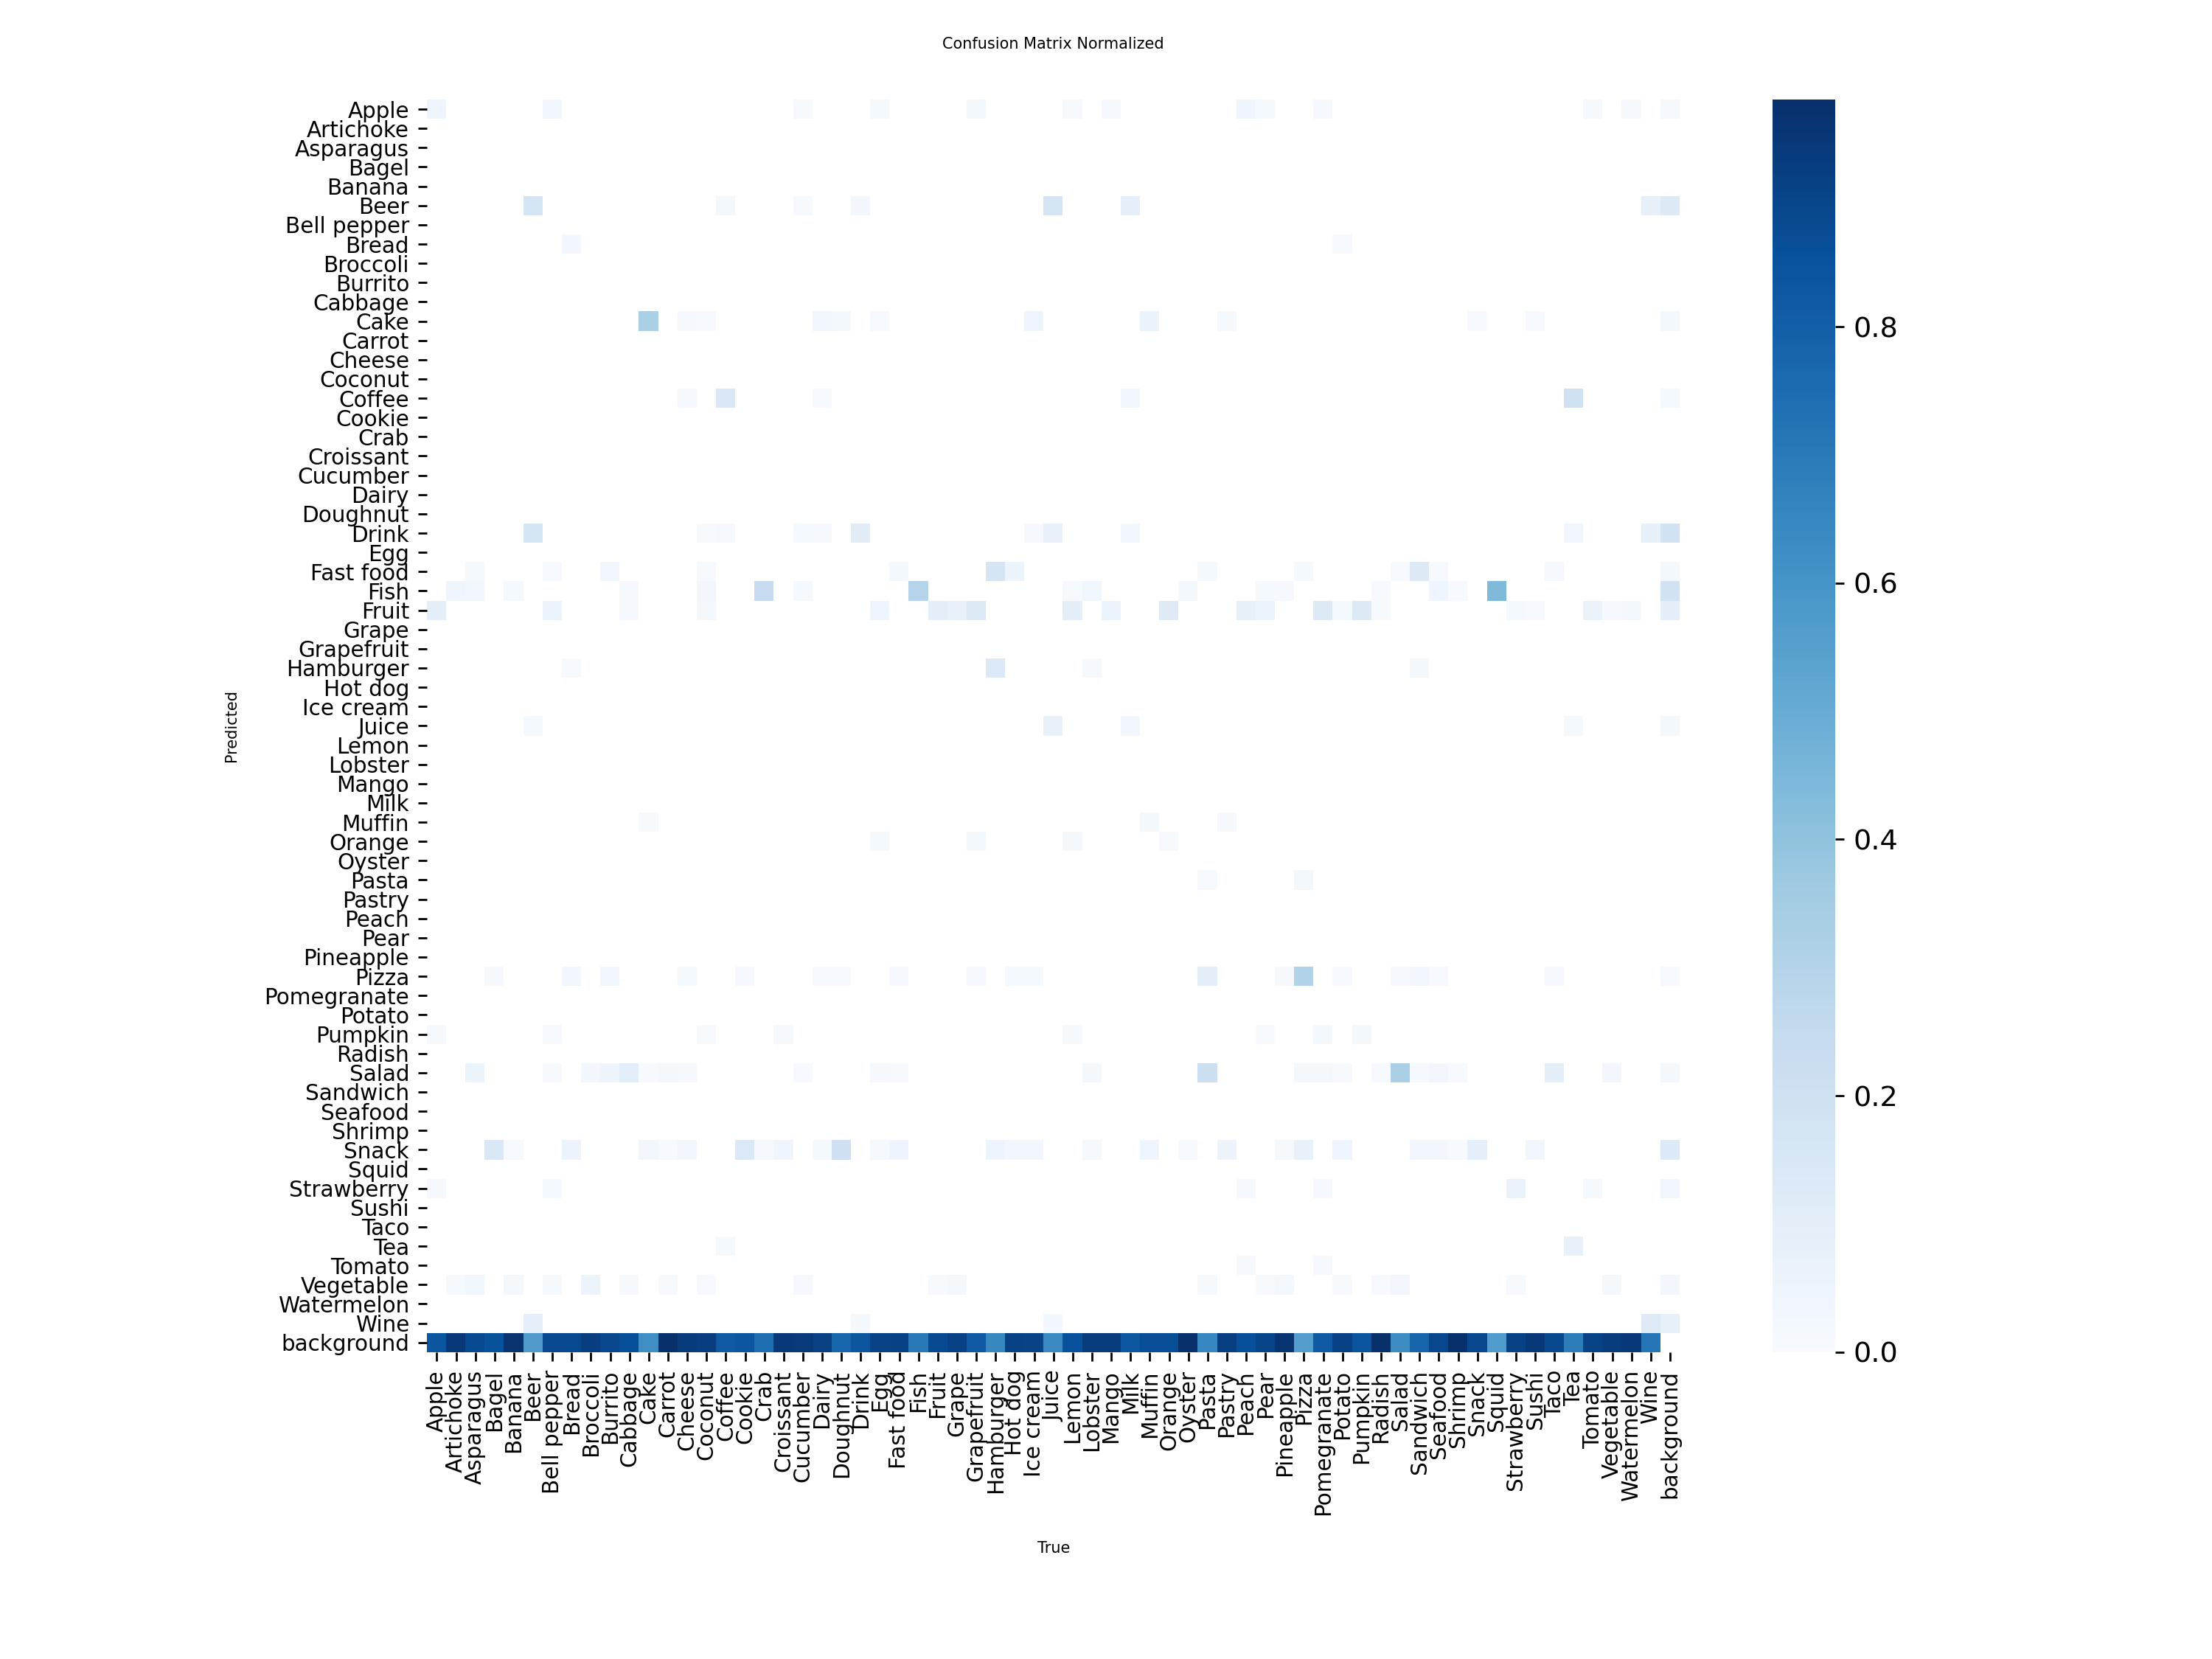 Confusion Matrix Normalized
Apple
Artichoke
Asparagus
Bagel
Banana
Beer
Bell pepper
Bread
Broccoli
Burrito
Cabbage
Cake
Carrot
Cheese
Coconut
Coffee
Cookie
Crab
Croissant
Cucumber
Dairy
Doughnut
Drink
Egg
Fast food
Fish
Fruit
Grape
Grapefruit
Hamburger
Hot dog
Ice cream
Juice
Lemon
Lobster
Mango
Milk
Muffin
Orange
Oyster
Pasta
Pastry
Peach
Pear
Pineapple
Pizza
Pomegranate
Potato
Pumpkin
Radish
Salad
Sandwich
Seafood
Shrimp
Snack
Squid
Strawberry
Sushi
Taco
Tea
Tomato
Vegetable
Watermelon
Wine
background
Predicted
Apple
Artichoke
Asparagus
Bagel
Banana
Beer
Bell pepper
Bread
Broccoli
Burrito
Cabbage
Cake
Carrot
Cheese
Coconut
Coffee
Cookie
Crab
Croissant
Cucumber
Dairy
Doughnut
Drink
Egg
Fast food
Fish
Fruit
Grape
Grapefruit
Hamburger
Hot dog
Ice cream
Juice
Lemon
Lobster
Mango
Milk
Muffin
Orange
Oyster
Pasta
Pastry
Peach
Pear
Pineapple
Pizza
Pomegranate
Potato
Pumpkin
Radish
Salad
Sandwich
Seafood
Shrimp
Snack
Squid
Strawberry
Sushi
Taco
Tea
Tomato
Vegetable
Watermelon
Wine
background
True
0.8
0.6
0.4
0.2
0.0